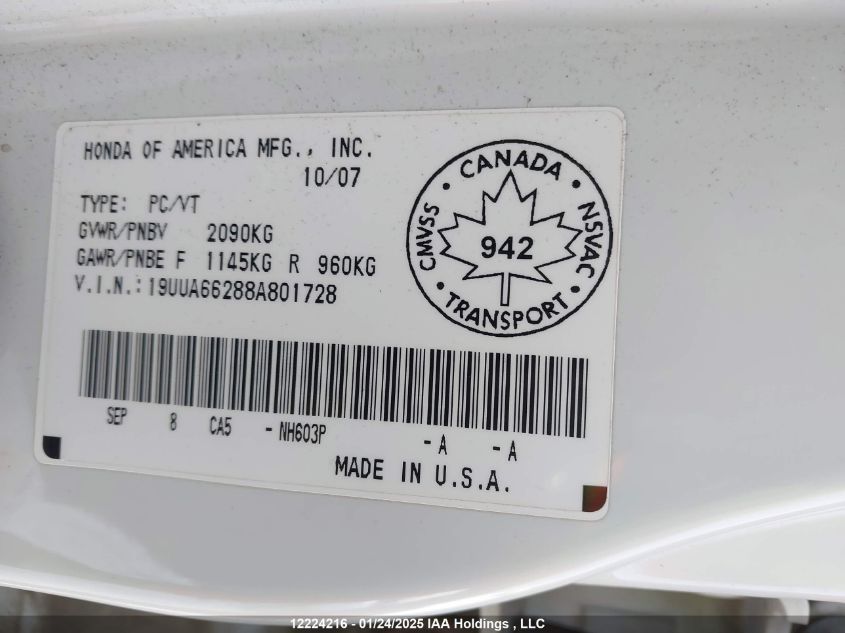 HONDA OF AMERICA MFG., INC.
10/07
TYPE: PC/VT
GVWR/PNBV 2090KG
GAWR/PNBE F 1145KG R 960KG
V.I.N.: 19UUA66288A801728
CANADA
CMVSS
NSVAC
942
TRANSPORT
SEP 8 CA5 -NH603P -A -A
MADE IN U.S.A.
12224216 - 01/24/2025 IAA Holdings , LLC